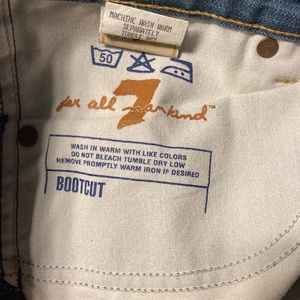 MACHINE WASH WARM
SEPARATELY
TUMBLE DRY
50
7
for all mankind™
WASH IN WARM WITH LIKE COLORS
DO NOT BLEACH TUMBLE DRY LOW
REMOVE PROMPTLY WARM IRON IF DESIRED
BOOTCUT